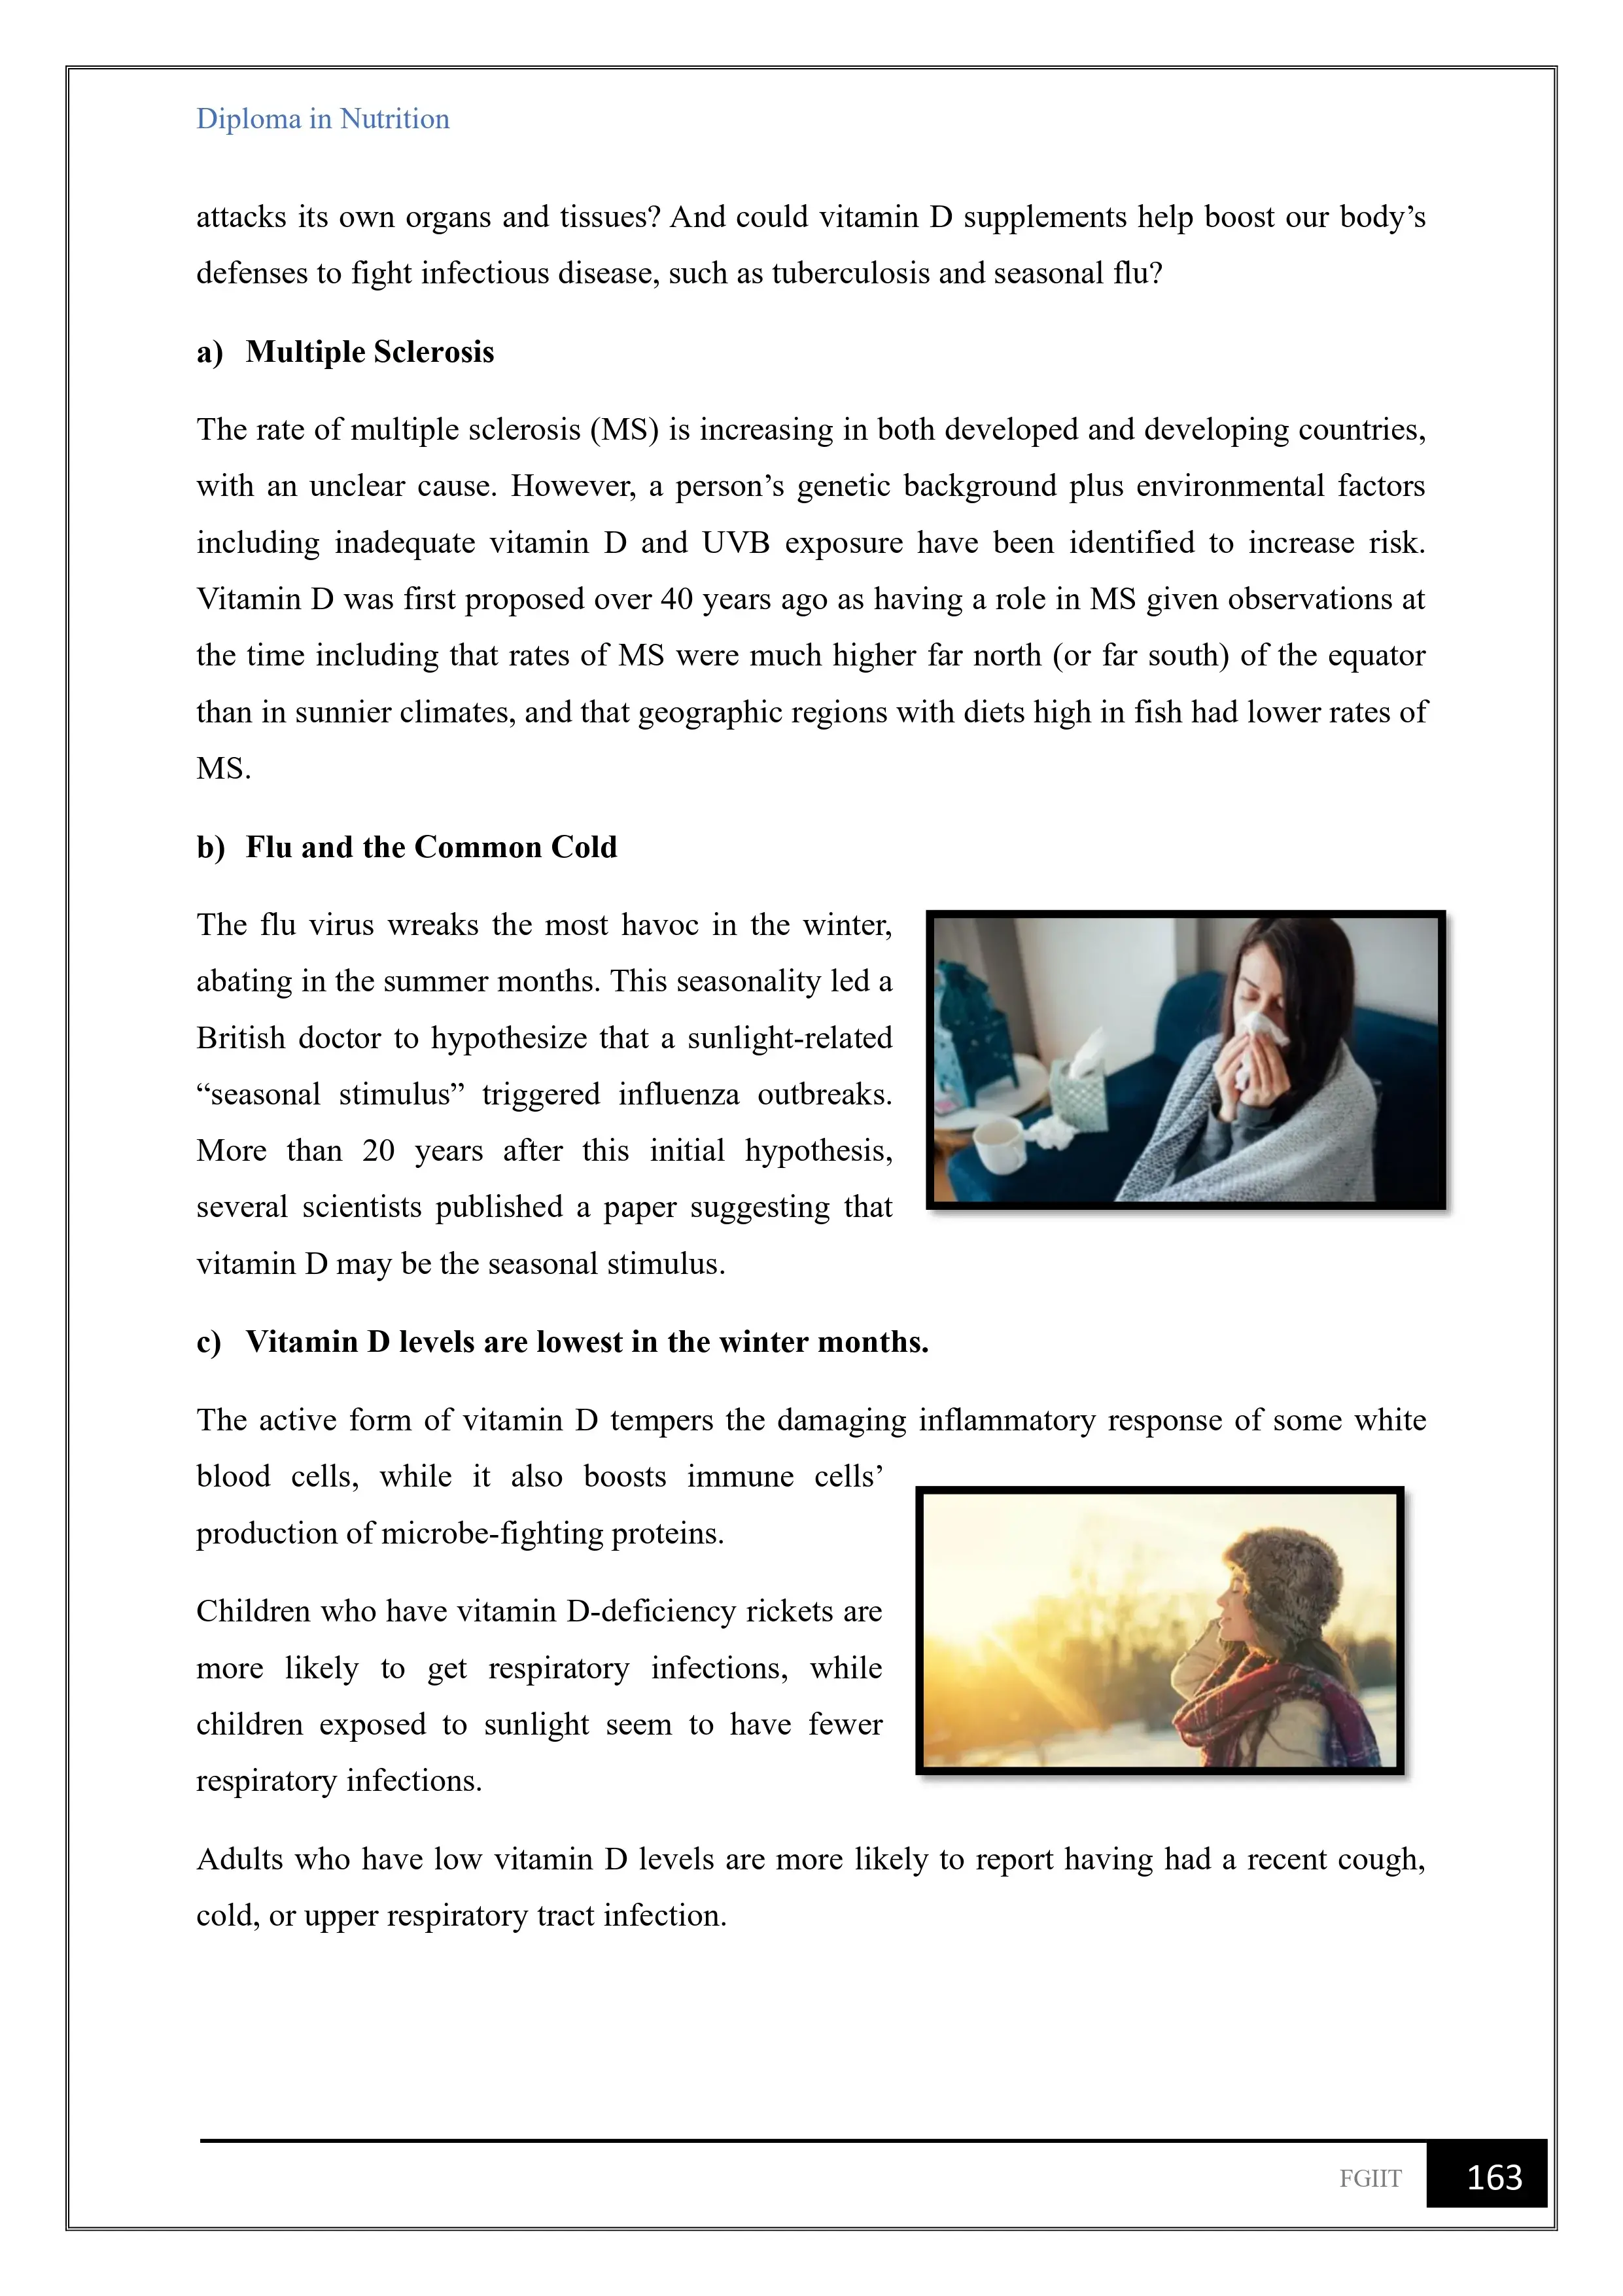 Diploma in Nutrition
attacks its own organs and tissues? And could vitamin D supplements help boost our body’s
defenses to fight infectious disease, such as tuberculosis and seasonal flu?
a) Multiple Sclerosis
The rate of multiple sclerosis (MS) is increasing in both developed and developing countries,
with an unclear cause. However, a person’s genetic background plus environmental factors
including inadequate vitamin D and UVB exposure have been identified to increase risk.
Vitamin D was first proposed over 40 years ago as having a role in MS given observations at
the time including that rates of MS were much higher far north (or far south) of the equator
than in sunnier climates, and that geographic regions with diets high in fish had lower rates of
MS.
b) Flu and the Common Cold
The flu virus wreaks the most havoc in the winter,
abating in the summer months. This seasonality led a
British doctor to hypothesize that a sunlight-related
“seasonal stimulus” triggered influenza outbreaks.
More than 20 years after this initial hypothesis,
several scientists published a paper suggesting that
vitamin D may be the seasonal stimulus.
c) Vitamin D levels are lowest in the winter months.
The active form of vitamin D tempers the damaging inflammatory response of some white
blood cells, while it also boosts immune cells’
production of microbe-fighting proteins.
Children who have vitamin D-deficiency rickets are
more likely to get respiratory infections, while
children exposed to sunlight seem to have fewer
respiratory infections.
Adults who have low vitamin D levels are more likely to report having had a recent cough,
cold, or upper respiratory tract infection.
FGIIT 163